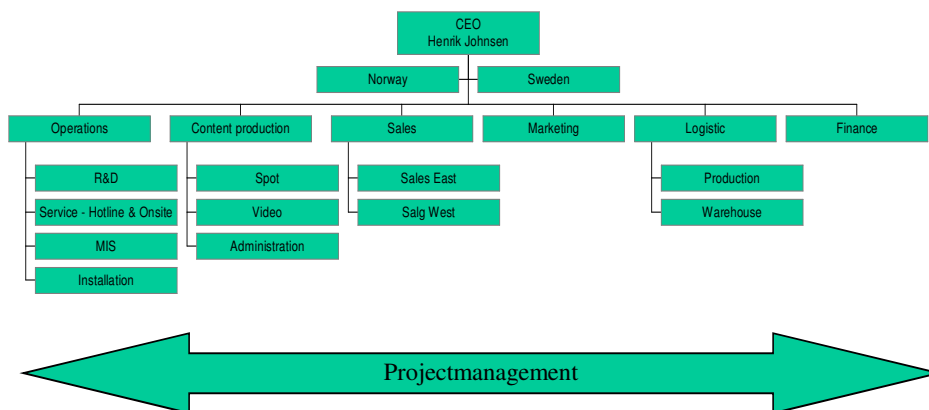 CEO
Henrik Johnsen
Norway
Sweden
Operations
Content production
Sales
Marketing
Logistic
Finance
R&D
Spot
Sales East
Production
Service - Hotline & Onsite
Video
Salg West
Warehouse
MIS
Administration
Installation
Projectmanagement